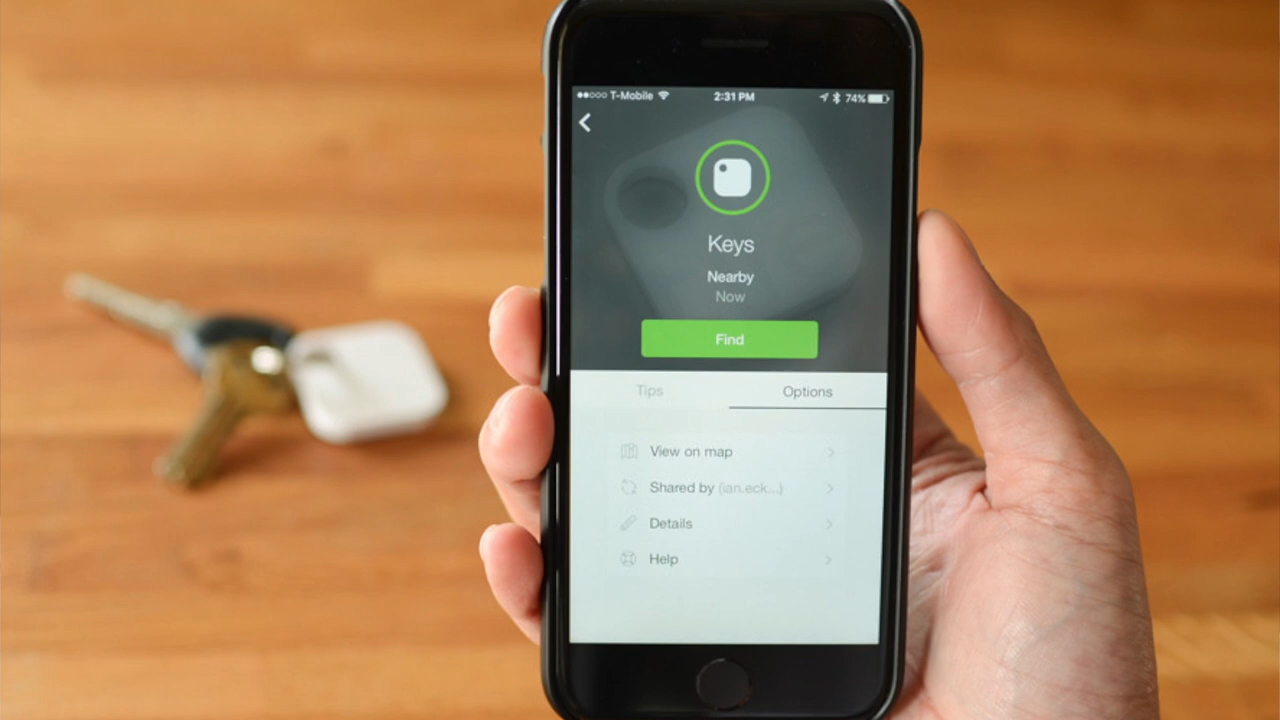 T-Mobile 2:31 PM 74%
Keys
Nearby
Now
Find
Tips Options
View on map
Shared by (ian.eck...)
Details
Help